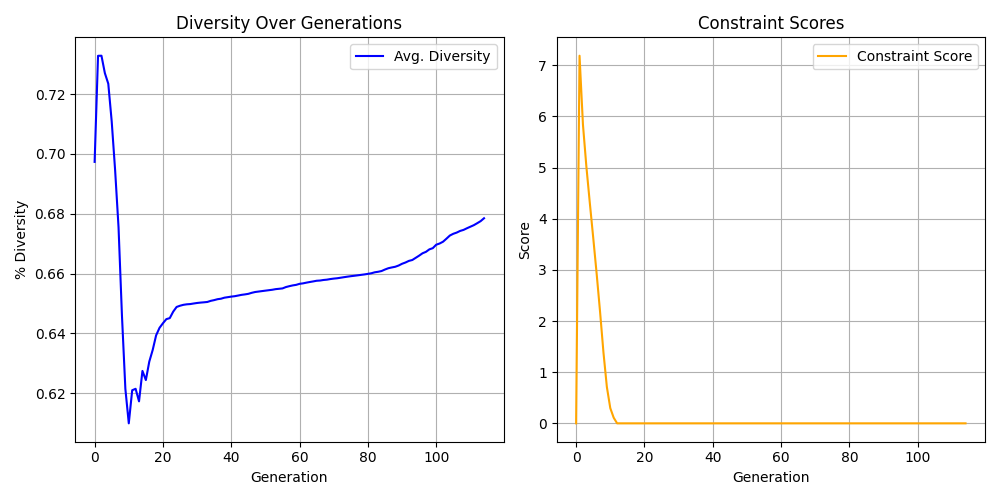 Diversity Over Generations
Avg. Diversity
% Diversity
0.72
0.70
0.68
0.66
0.64
0.62
0 20 40 60 80 100
Generation
Constraint Scores
Constraint Score
Score
7
6
5
4
3
2
1
0
0 20 40 60 80 100
Generation